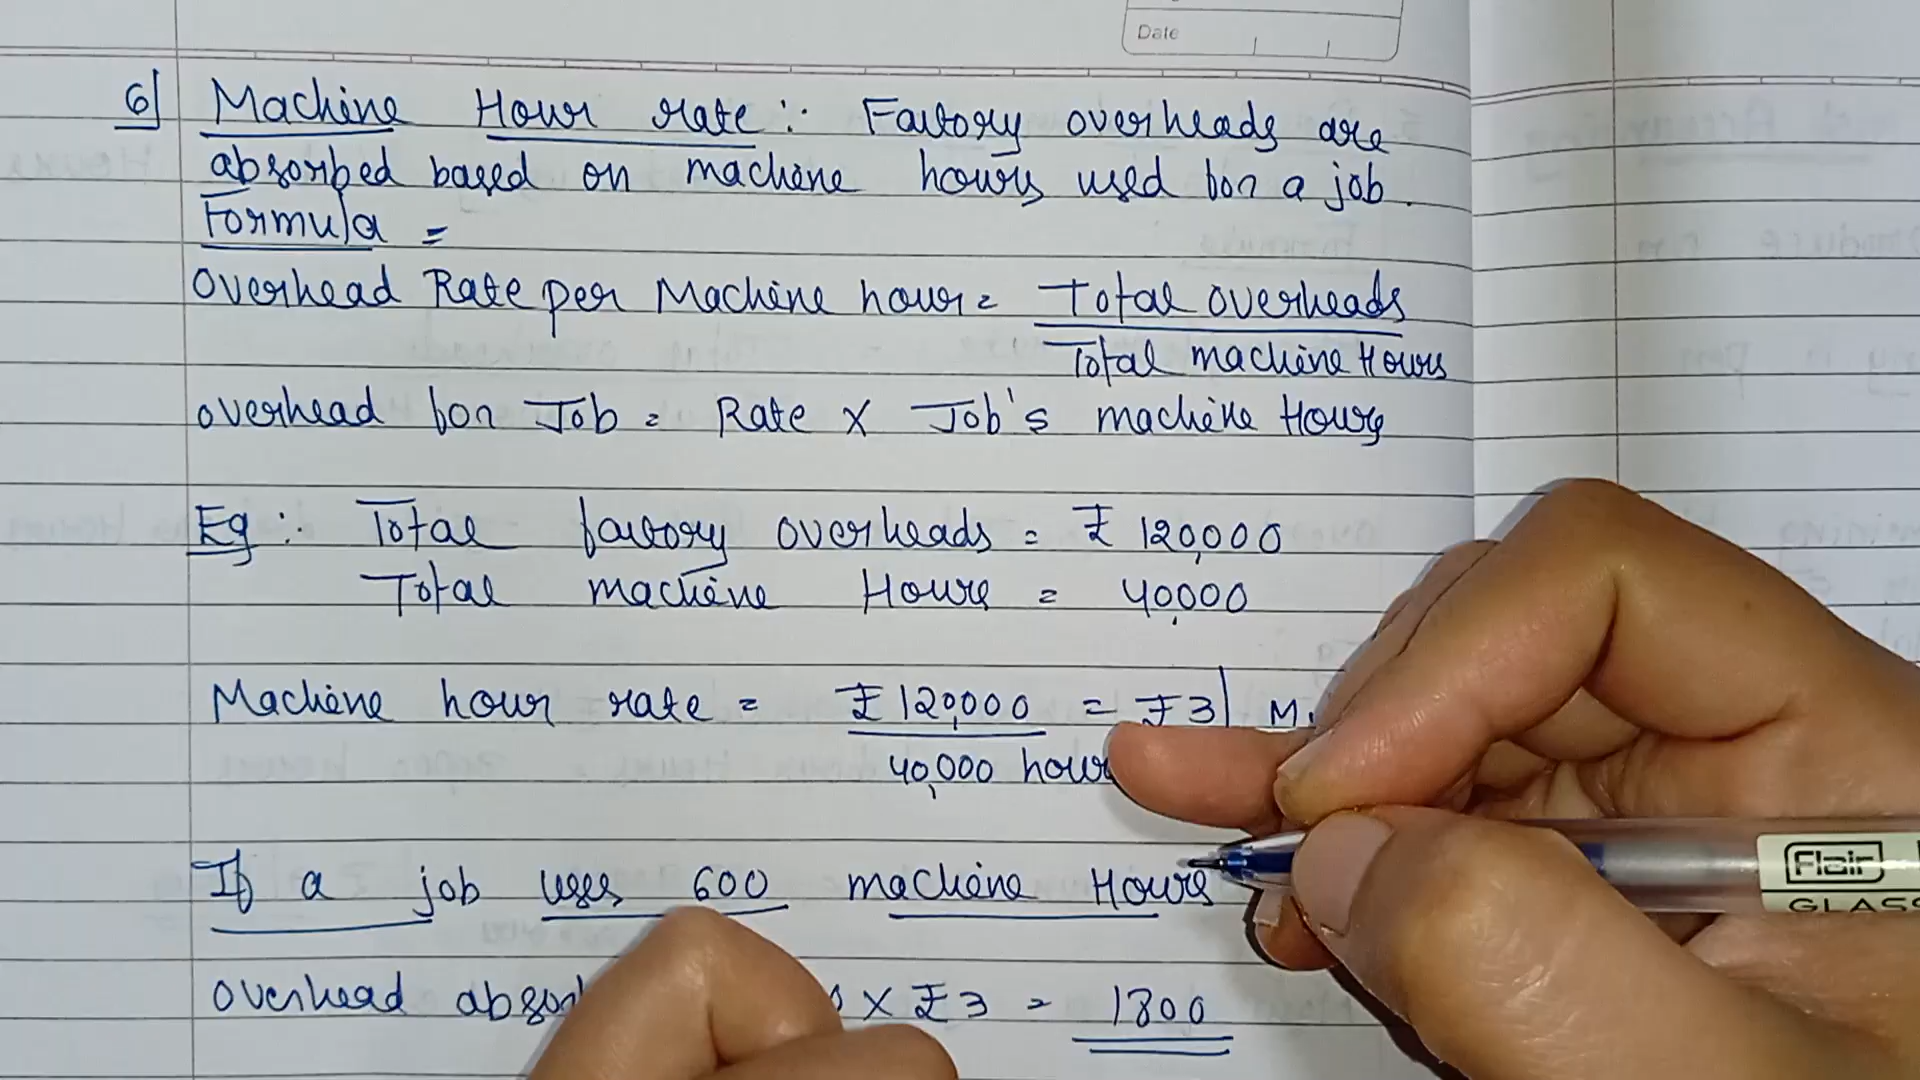 Date
6] Machine Hour rate :- Factory overheads are
absorbed based on machine hours used for a job.
Formula =
Overhead Rate per Machine hour = Total overheads
Total machine Hours
overhead for Job = Rate X Job's machine Hours
Eg :- Total factory overheads = ₹ 120,000
Total machine Hours = 40,000
Machine hour rate = ₹ 120,000 = ₹3| M.
40,000 hour
If a job uses 600 machine Hours
overhead X ₹3 = 1800
Flair